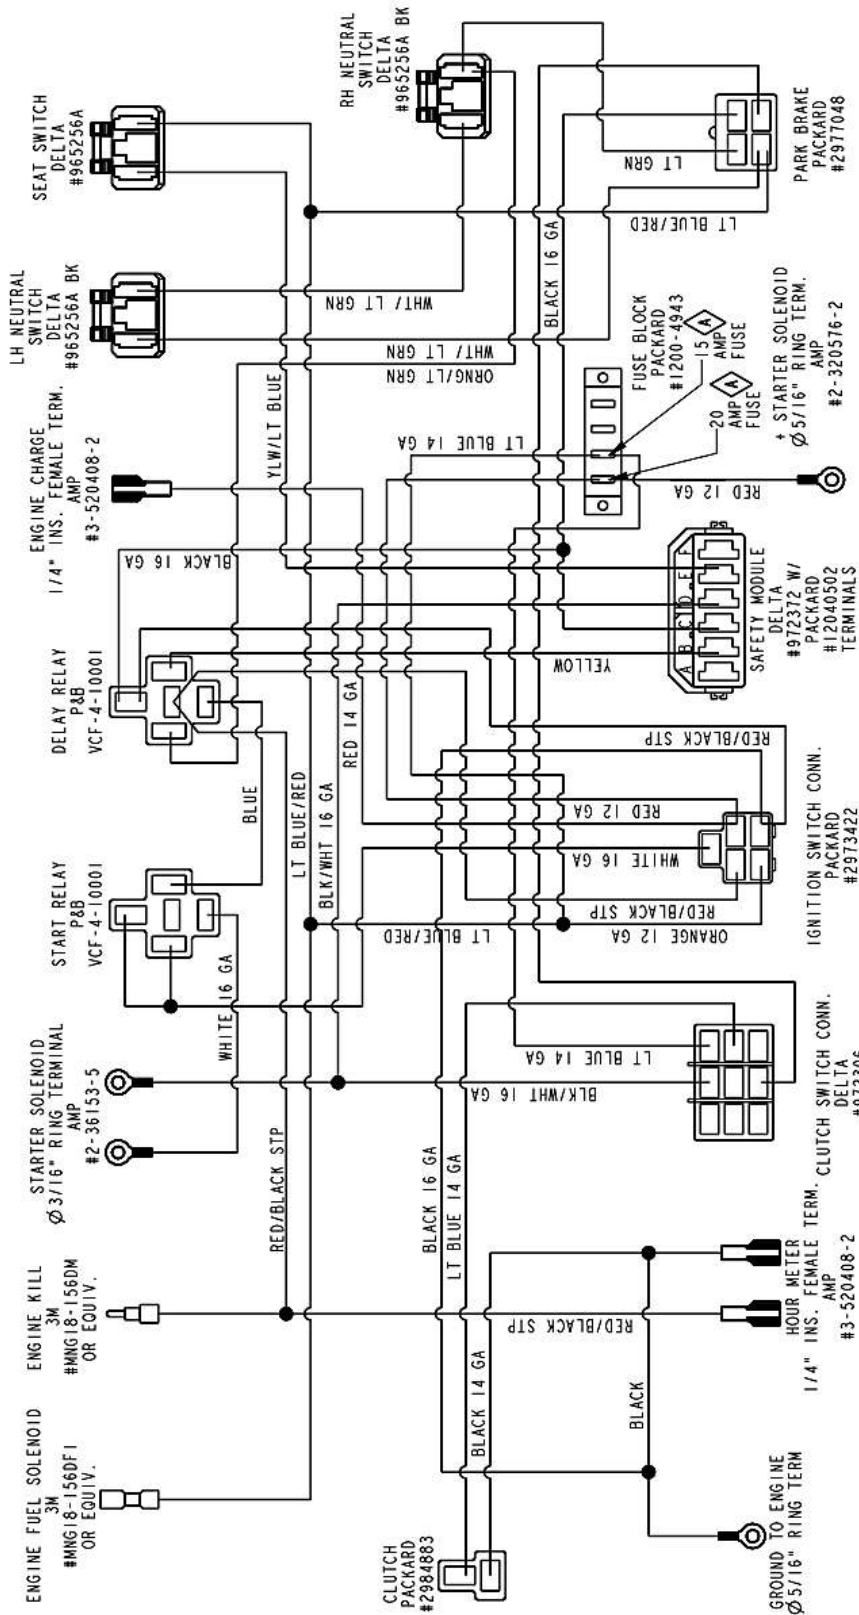 ENGINE FUEL SOLENOID
3M
#MNG18-156DF1
OR EQUIV.
ENGINE KILL
3M
#MNG18-156DM
OR EQUIV.
STARTER SOLENOID
Ø3/16" RING TERMINAL
AMP
#2-36153-5
START RELAY
P&B
VCF-4-10001
DELAY RELAY
P&B
VCF-4-10001
ENGINE CHARGE
1/4" INS. FEMALE TERM.
AMP
#3-520408-2
LH NEUTRAL
SWITCH
DELTA
#965256A BK
SEAT SWITCH
DELTA
#965256A
RH NEUTRAL
SWITCH
DELTA
#965256A BK
WHITE 16 GA
BLUE
BLACK 16 GA
YLW/LT BLUE
RED/BLACK STP
LT BLUE/RED
BLK/WHT 16 GA
RED 14 GA
WHT/ LT GRN
WHT/ LT GRN
ORNG/LT GRN
LT BLUE/RED
LT BLUE 14 GA
BLACK 16 GA
LT GRN
LT BLUE/RED
CLUTCH
PACKARD
#2984883
BLACK 16 GA
LT BLUE 14 GA
BLACK 14 GA
BLK/WHT 16 GA
LT BLUE 14 GA
WHITE 16 GA
RED 12 GA
YELLOW
RED/BLACK STP
BLACK
RED/BLACK STP
ORANGE 12 GA
RED/BLACK STP
RED 12 GA
FUSE BLOCK
PACKARD
#1200-4943
15 A
AMP
FUSE
20 A
AMP
FUSE
A B C D E F
GROUND TO ENGINE
Ø5/16" RING TERM
HOUR METER
1/4" INS. FEMALE TERM.
AMP
#3-520408-2
CLUTCH SWITCH CONN.
DELTA
IGNITION SWITCH CONN.
PACKARD
#2973422
SAFETY MODULE
DELTA
#972372 W/
PACKARD
#12040502
TERMINALS
+ STARTER SOLENOID
Ø5/16" RING TERM.
AMP
#2-320576-2
PARK BRAKE
PACKARD
#2977048